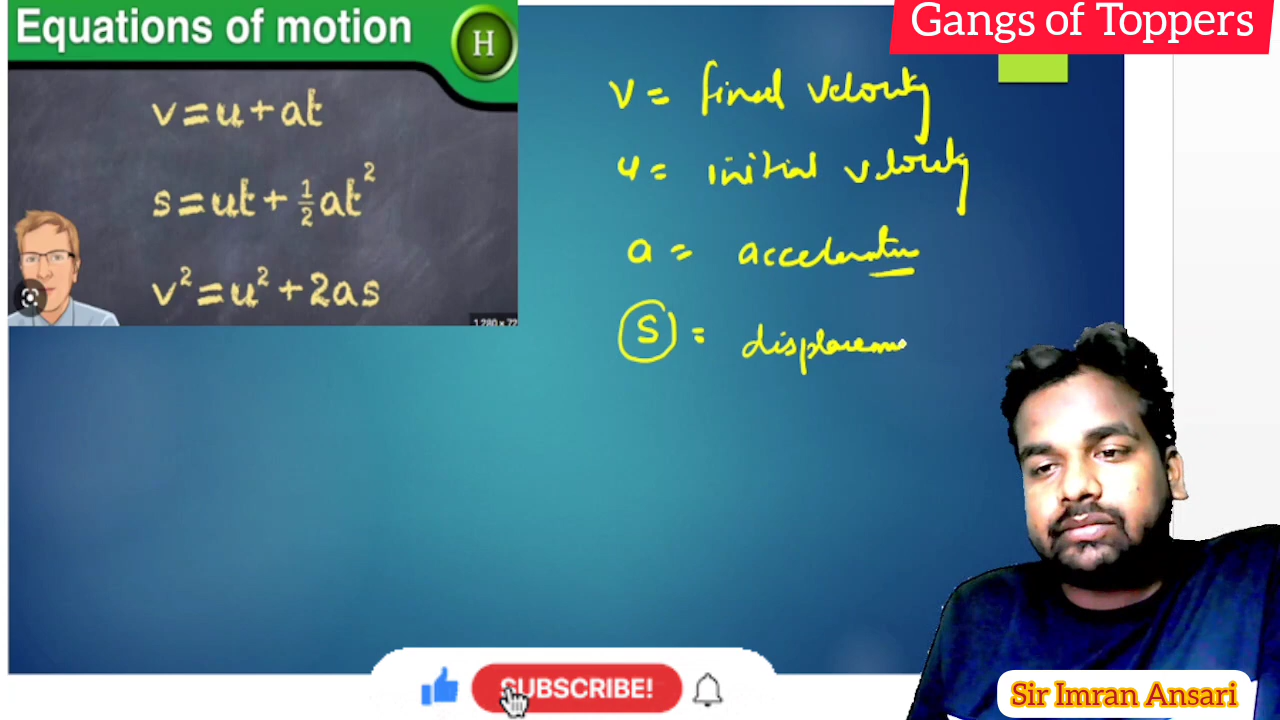 Equations of motion
H
v=u+at
s=ut+½at²
v²=u²+2as
Gangs of Toppers
v = final velocity
u = initial velocity
a = acceleration
S = displaceme
SUBSCRIBE!
Sir Imran Ansari